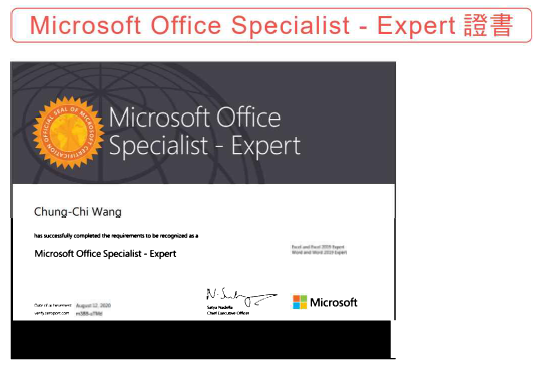 Microsoft Office Specialist - Expert 證書
OFFICIAL SEAL OF MICROSOFT CERTIFICATION
Microsoft Office
Specialist - Expert
Chung-Chi Wang
has successfully completed the requirements to be recognized as a
Microsoft Office Specialist - Expert
Excel and Excel 2019 Expert
Word and Word 2019 Expert
Satya Nadella
Chief Executive Officer
Microsoft
Date of achievement: August 12, 2020
verify.certiport.com